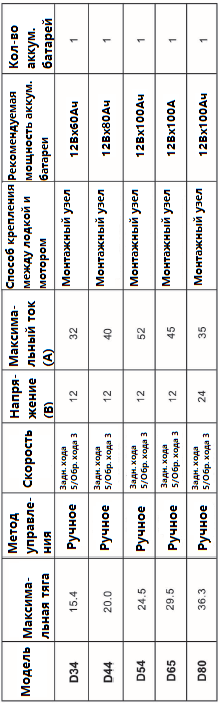 Модель
Максима-
льная тяга
Метод
управле-
ния
Скорость
Напря-
жение
(В)
Максима-
льный ток
(А)
Способ крепления
между лодкой и
мотором
Рекомендуемая
мощность аккум.
батареи
Кол-во
аккум.
батарей
D34
15.4
Ручное
Задн. хода
5/Обр. хода 3
12
32
Монтажный узел
12Вх60Ач
1
D44
20.0
Ручное
Задн. хода
5/Обр. хода 3
12
40
Монтажный узел
12Вх80Ач
1
D54
24.5
Ручное
Задн. хода
5/Обр. хода 3
12
52
Монтажный узел
12Вх100Ач
1
D65
29.5
Ручное
Задн. хода
5/Обр. хода 3
12
45
Монтажный узел
12Вх100А
1
D80
36.3
Ручное
Задн. хода
5/Обр. хода 3
24
35
Монтажный узел
12Вх100Ач
1